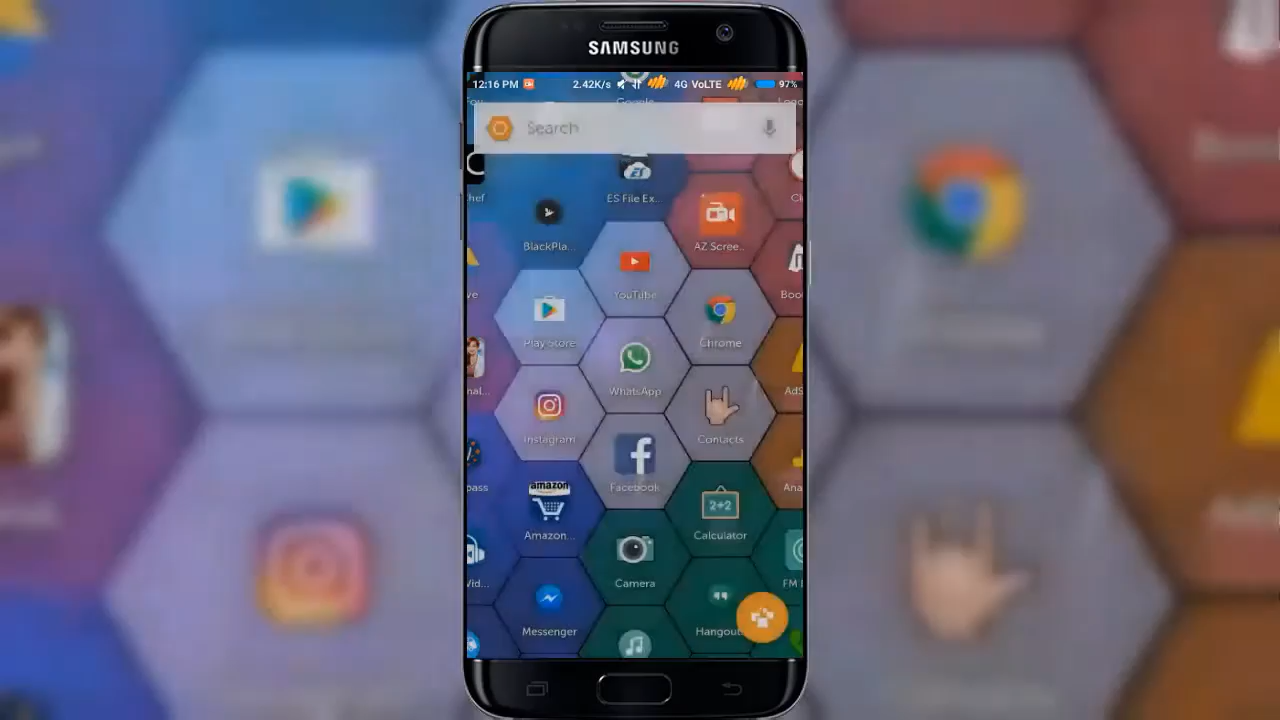 SAMSUNG
12:16 PM 2.42K/s 4G VoLTE 97%
Search
ES File Ex...
BlackPla...
AZ Scree...
YouTube
Play Store
Chrome
WhatsApp
Instagram
Contacts
Facebook
amazon
Amazon...
2+2
Calculator
Camera
Messenger
Hangou